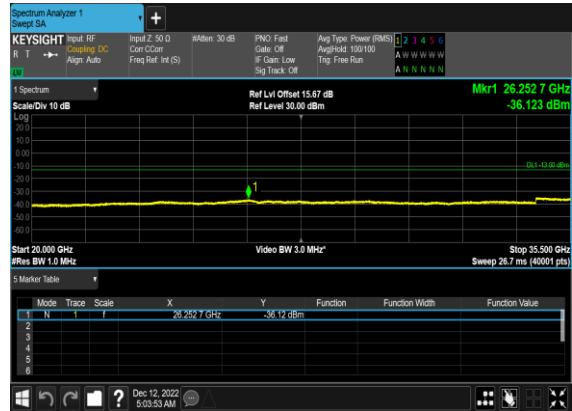 Spectrum Analyzer 1
Swept SA
+
KEYSIGHT Input: RF Input Z: 50 Ω #Atten: 30 dB PNO: Fast Avg Type: Power (RMS) 1 2 3 4 5 6
R T Coupling: DC Corr CCorr Gate: Off Avg|Hold: 100/100 A W W W W W
Align: Auto Freq Ref: Int (S) IF Gain: Low Trig: Free Run
Sig Track: Off A N N N N N
1 Spectrum Ref Lvl Offset 15.67 dB Mkr1 26.252 7 GHz
Scale/Div 10 dB Ref Level 30.00 dBm -36.123 dBm
Log
20.0
10.0
0.00
-10.0
DL1 -13.00 dBm
-20.0
1
-30.0
-40.0
-50.0
-60.0
Start 20.000 GHz Video BW 3.0 MHz* Stop 35.500 GHz
#Res BW 1.0 MHz Sweep 26.7 ms (40001 pts)
5 Marker Table
Mode Trace Scale X Y Function Function Width Function Value
1 N 1 f 26.252 7 GHz -36.12 dBm
2
3
4
5
6
? Dec 12, 2022
5:03:53 AM